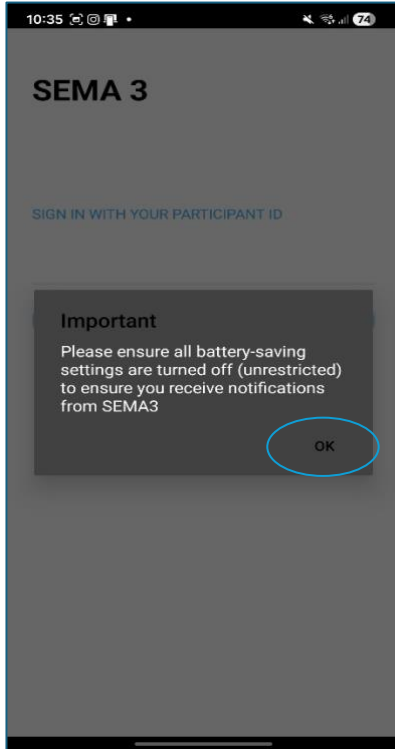 10:35
74
SEMA 3
SIGN IN WITH YOUR PARTICIPANT ID
Important
Please ensure all battery-saving
settings are turned off (unrestricted)
to ensure you receive notifications
from SEMA3
OK